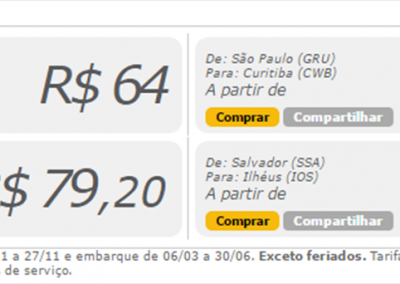 R$ 64
De: São Paulo (GRU)
Para: Curitiba (CWB)
A partir de
Comprar Compartilhar
$ 79,20
De: Salvador (SSA)
Para: Ilhéus (IOS)
A partir de
Comprar Compartilhar
1 a 27/11 e embarque de 06/03 a 30/06. Exceto feriados. Tarifa
s de serviço.